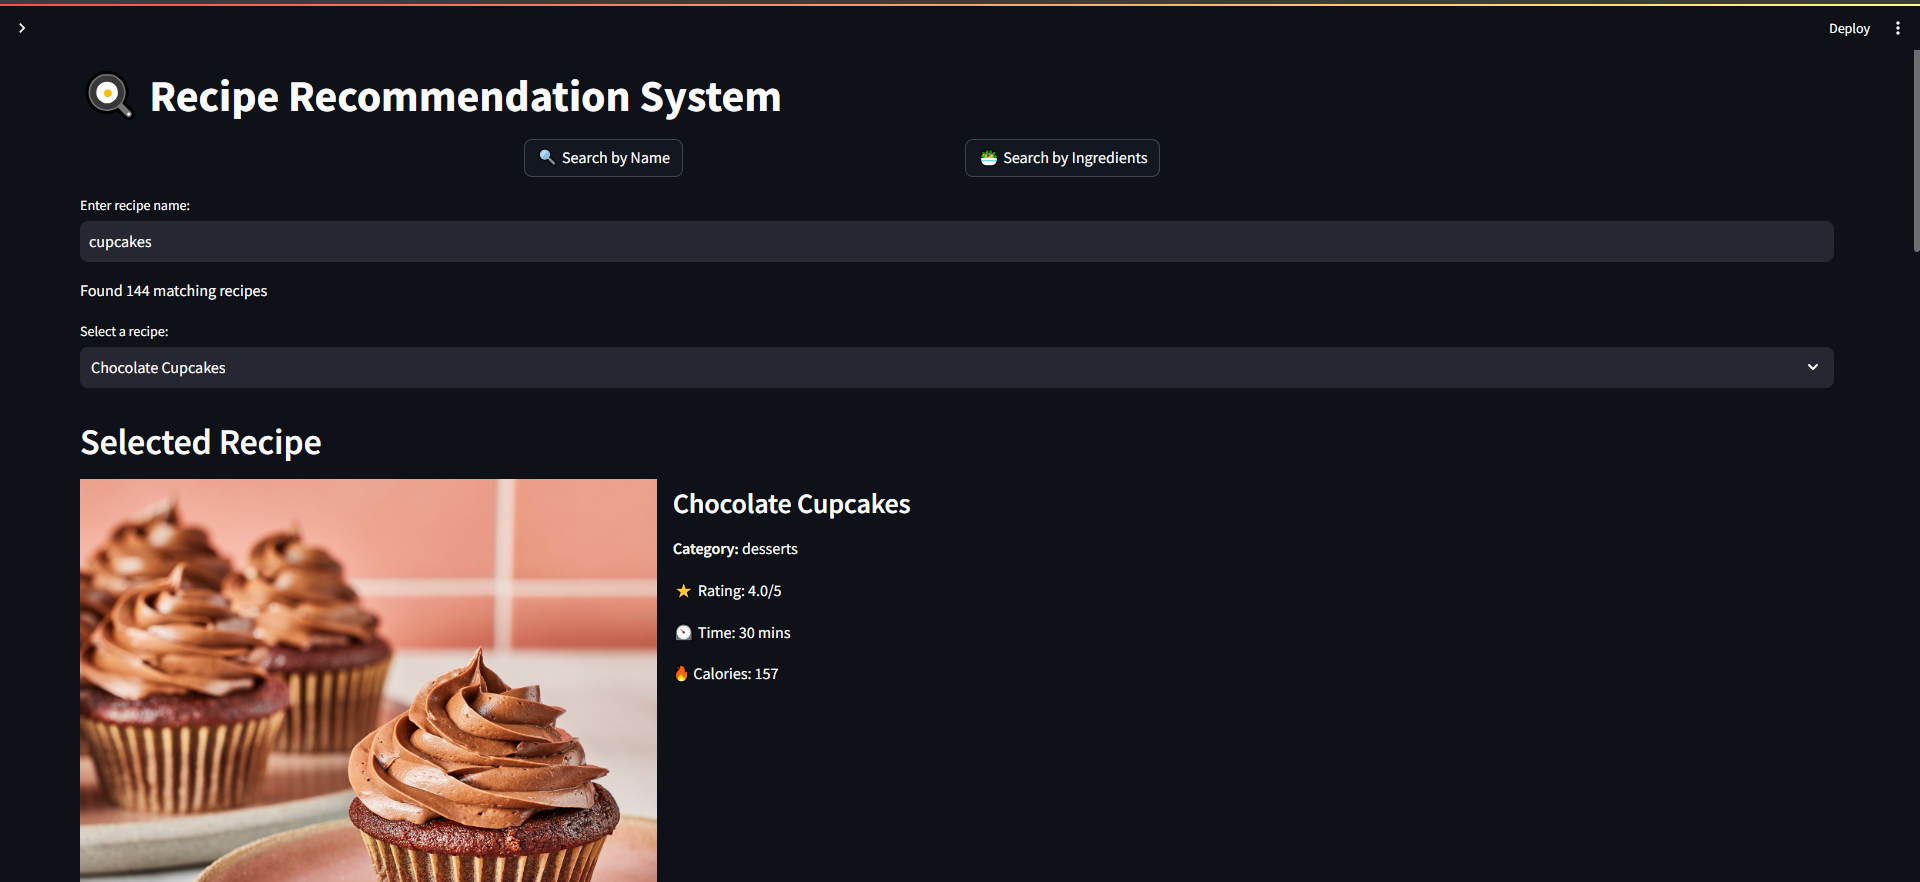 Deploy
Recipe Recommendation System
Search by Name
Search by Ingredients
Enter recipe name:
cupcakes
Found 144 matching recipes
Select a recipe:
Chocolate Cupcakes
Selected Recipe
Chocolate Cupcakes
Category: desserts
Rating: 4.0/5
Time: 30 mins
Calories: 157